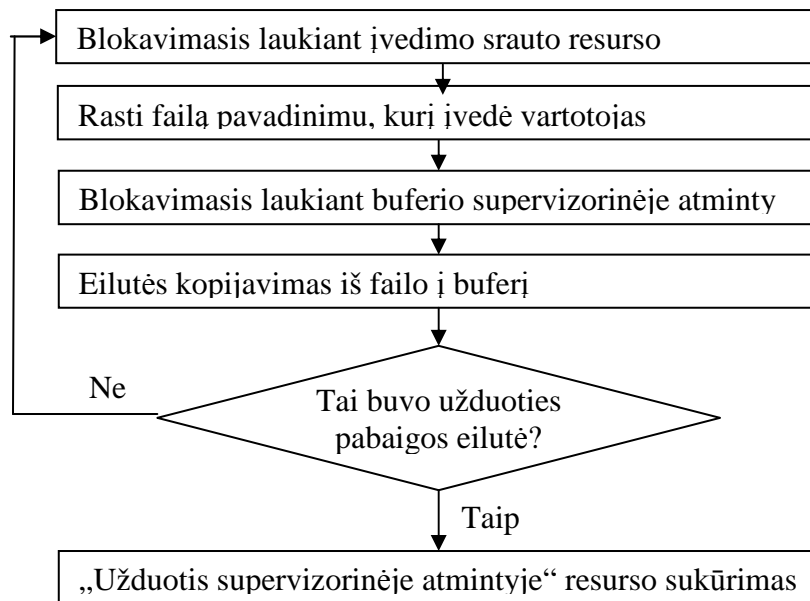 Blokavimasis laukiant įvedimo srauto resurso
Rasti failą pavadinimu, kurį įvedė vartotojas
Blokavimasis laukiant buferio supervizorinėje atminty
Eilutės kopijavimas iš failo į buferį
Ne
Tai buvo užduoties
pabaigos eilutė?
Taip
„Užduotis supervizorinėje atmintyje“ resurso sukūrimas